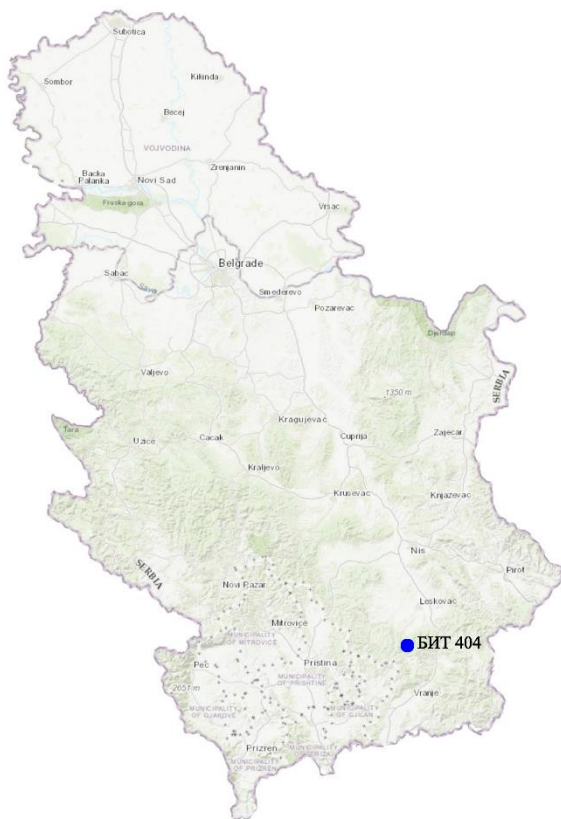 Subotica
Sombor
Kikinda
Becej
VOJVODINA
Backa
Palanka
Novi Sad
Zrenjanin
Fruska gora
Vrsac
Belgrade
Sabac
Sava
Smederevo
Pozarevac
Djerdap
Valjevo
1350 m
SERBIA
Tara
Uzice
Cacak
Kragujevac
Cuprija
Zajecar
Kraljevo
Krusevac
Knjazevac
Nis
Pirot
SERBIA
Novi Pazar
Leskovac
Mitrovice
MUNICIPALITY
OF MITROVICE
БИТ 404
Pec
Pristina
2651 m
MUNICIPALITY
OF PRISHTINE
Vranje
MUNICIPALITY
OF GJAKOVE
MUNICIPALITY
OF GJILAN
Prizren
MUNICIPALITY
MUNICIPALITY
OF PRIZREN